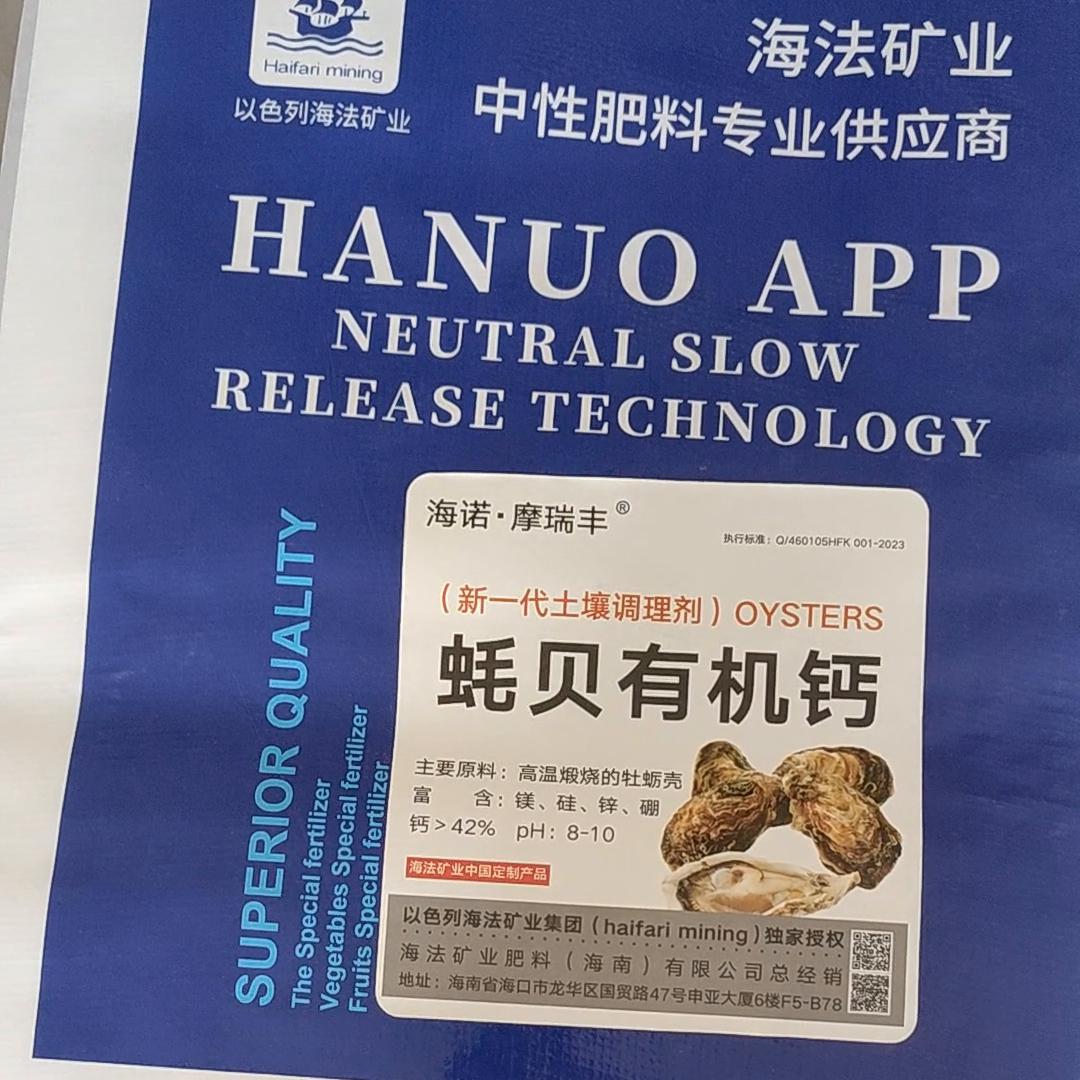 Haifari mining
以色列海法矿业
海法矿业
中性肥料专业供应商
HANUO APP
NEUTRAL SLOW
RELEASE TECHNOLOGY
SUPERIOR QUALITY
The Special fertilizer
Vegetables Special fertilizer
Fruits Special fertilizer
海诺·摩瑞丰®
执行标准：Q/460105HFK 001-2023
（新一代土壤调理剂）OYSTERS
蚝贝有机钙
主要原料：高温煅烧的牡蛎壳
富 含：镁、硅、锌、硼
钙＞42% pH：8-10
海法矿业中国定制产品
以色列海法矿业集团（haifari mining）独家授权
海法矿业肥料（海南）有限公司总经销
地址：海南省海口市龙华区国贸路47号申亚大厦6楼F5-B78